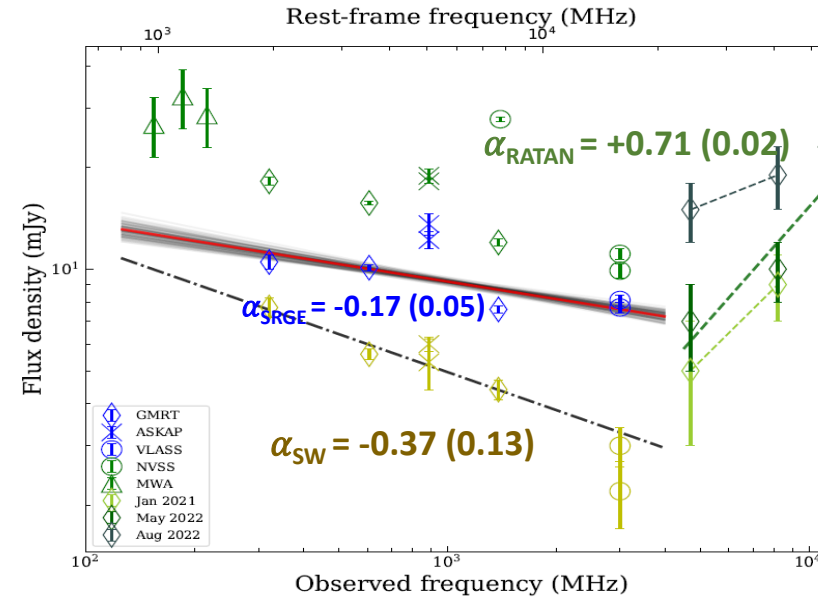 Rest-frame frequency (MHz)
10³ 10⁴
α_RATAN = +0.71 (0.02)
10¹
Flux density (mJy)
α_SRGE = -0.17 (0.05)
α_SW = -0.37 (0.13)
GMRT
ASKAP
VLASS
NVSS
MWA
Jan 2021
May 2022
Aug 2022
10² 10³ 10⁴
Observed frequency (MHz)